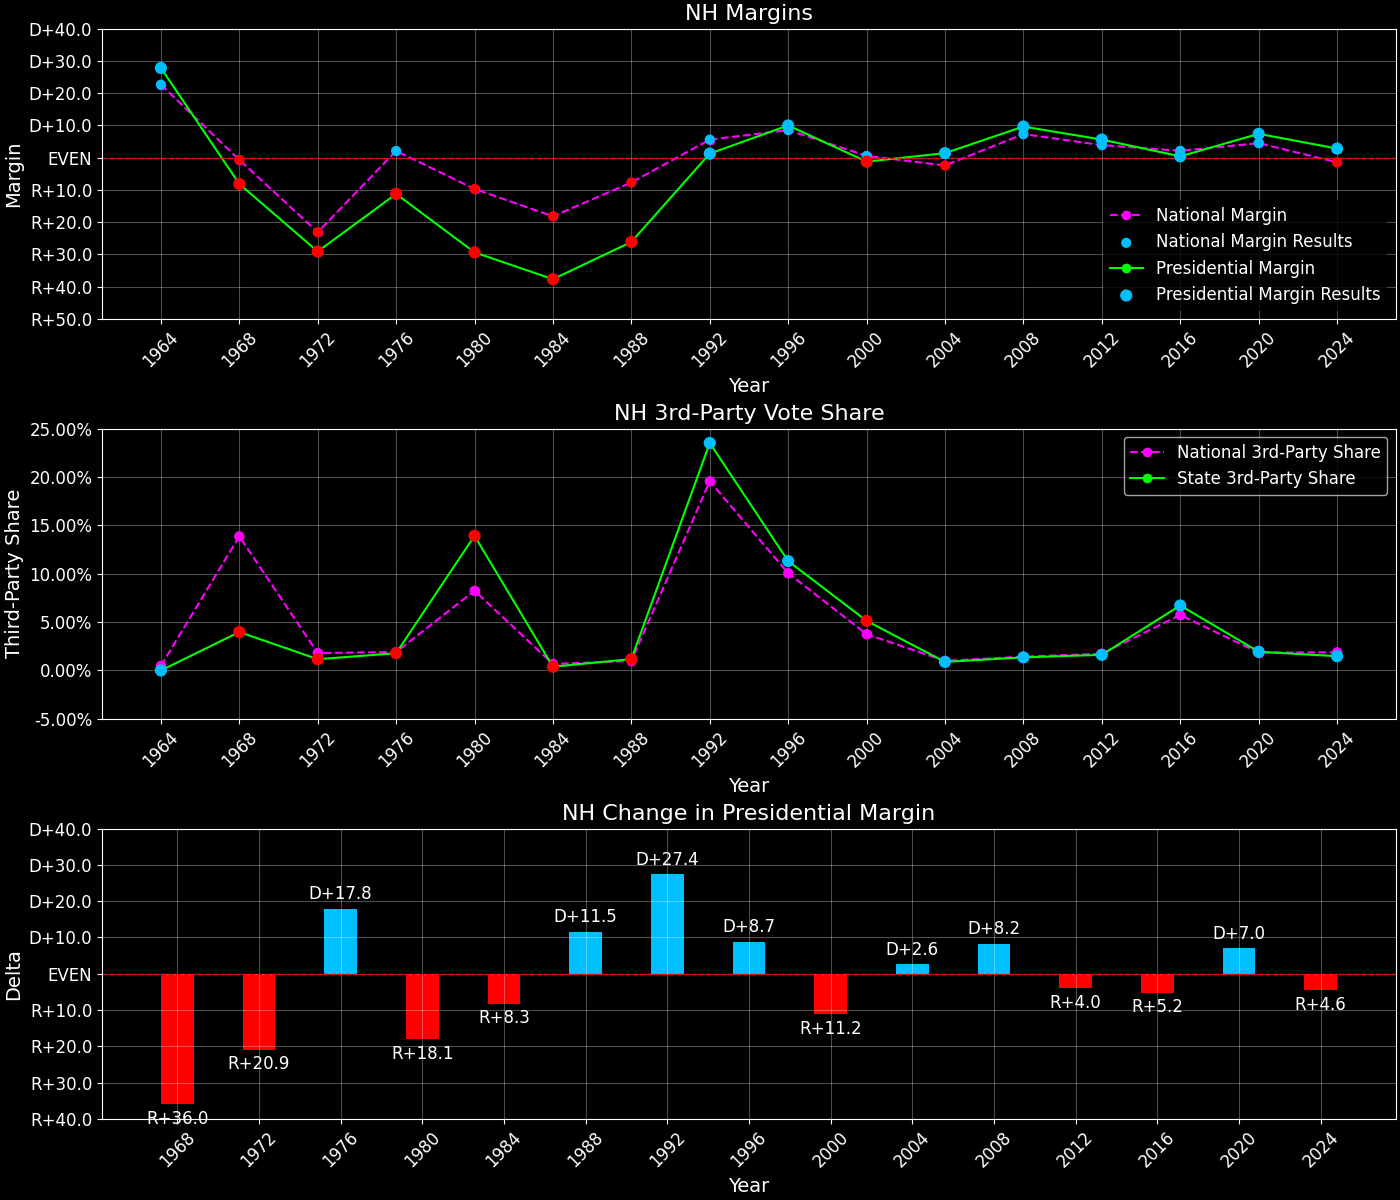 NH Margins
Margin
D+40.0
D+30.0
D+20.0
D+10.0
EVEN
R+10.0
R+20.0
R+30.0
R+40.0
R+50.0
National Margin
National Margin Results
Presidential Margin
Presidential Margin Results
1964 1968 1972 1976 1980 1984 1988 1992 1996 2000 2004 2008 2012 2016 2020 2024
Year
NH 3rd-Party Vote Share
Third-Party Share
25.00%
20.00%
15.00%
10.00%
5.00%
0.00%
-5.00%
National 3rd-Party Share
State 3rd-Party Share
1964 1968 1972 1976 1980 1984 1988 1992 1996 2000 2004 2008 2012 2016 2020 2024
Year
NH Change in Presidential Margin
Delta
D+40.0
D+30.0
D+20.0
D+10.0
EVEN
R+10.0
R+20.0
R+30.0
R+40.0
R+36.0
R+20.9
D+17.8
R+18.1
R+8.3
D+11.5
D+27.4
D+8.7
R+11.2
D+2.6
D+8.2
R+4.0
R+5.2
D+7.0
R+4.6
1968 1972 1976 1980 1984 1988 1992 1996 2000 2004 2008 2012 2016 2020 2024
Year